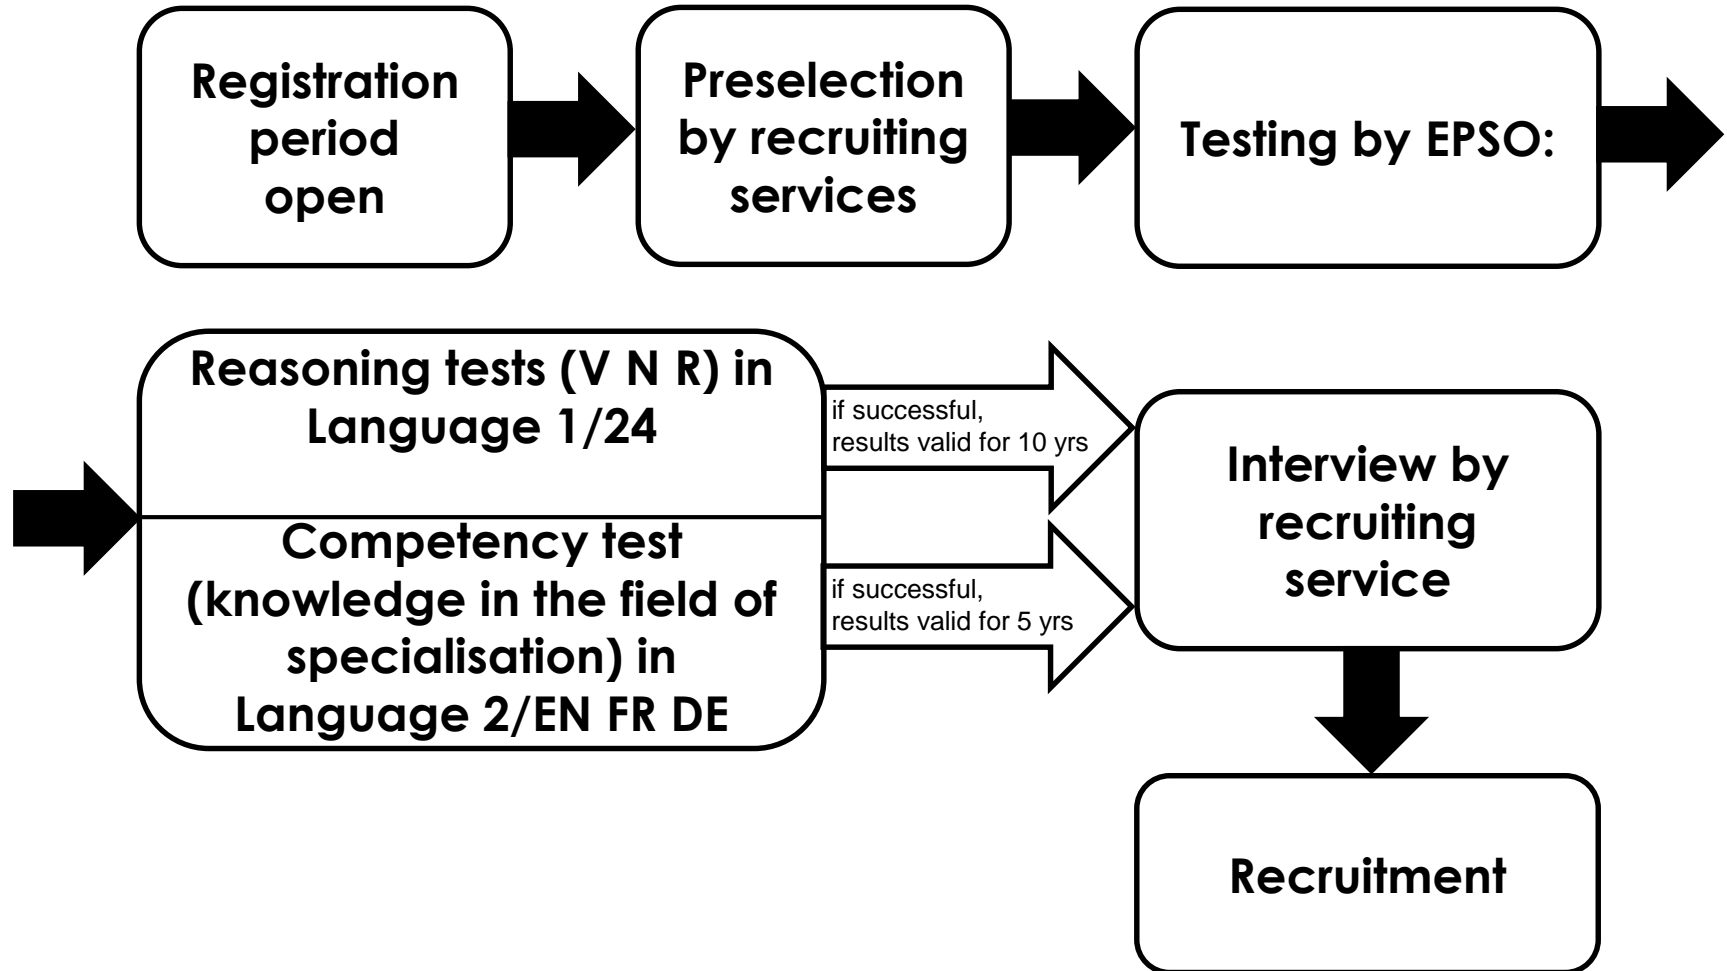 Registration
period
open
Preselection
by recruiting
services
Testing by EPSO:
Reasoning tests (V N R) in
Language 1/24
if successful,
results valid for 10 yrs
Competency test
(knowledge in the field of
specialisation) in
Language 2/EN FR DE
if successful,
results valid for 5 yrs
Interview by
recruiting
service
Recruitment